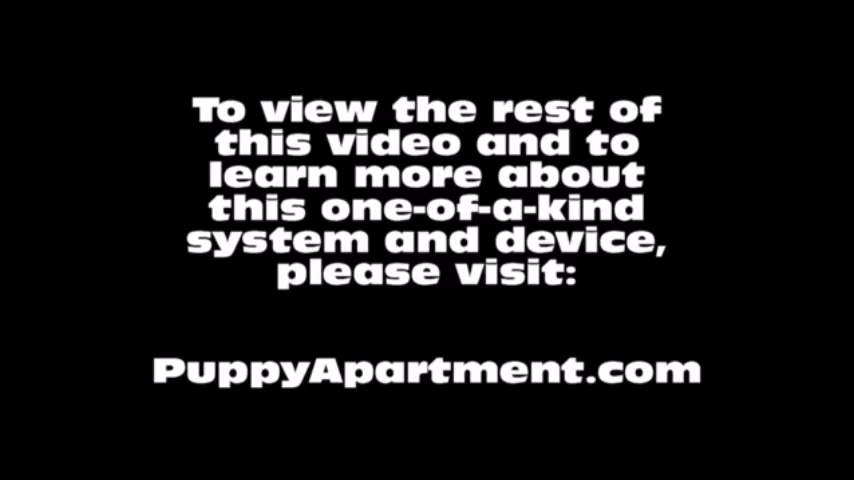 To view the rest of
this video and to
learn more about
this one-of-a-kind
system and device,
please visit:
PuppyApartment.com